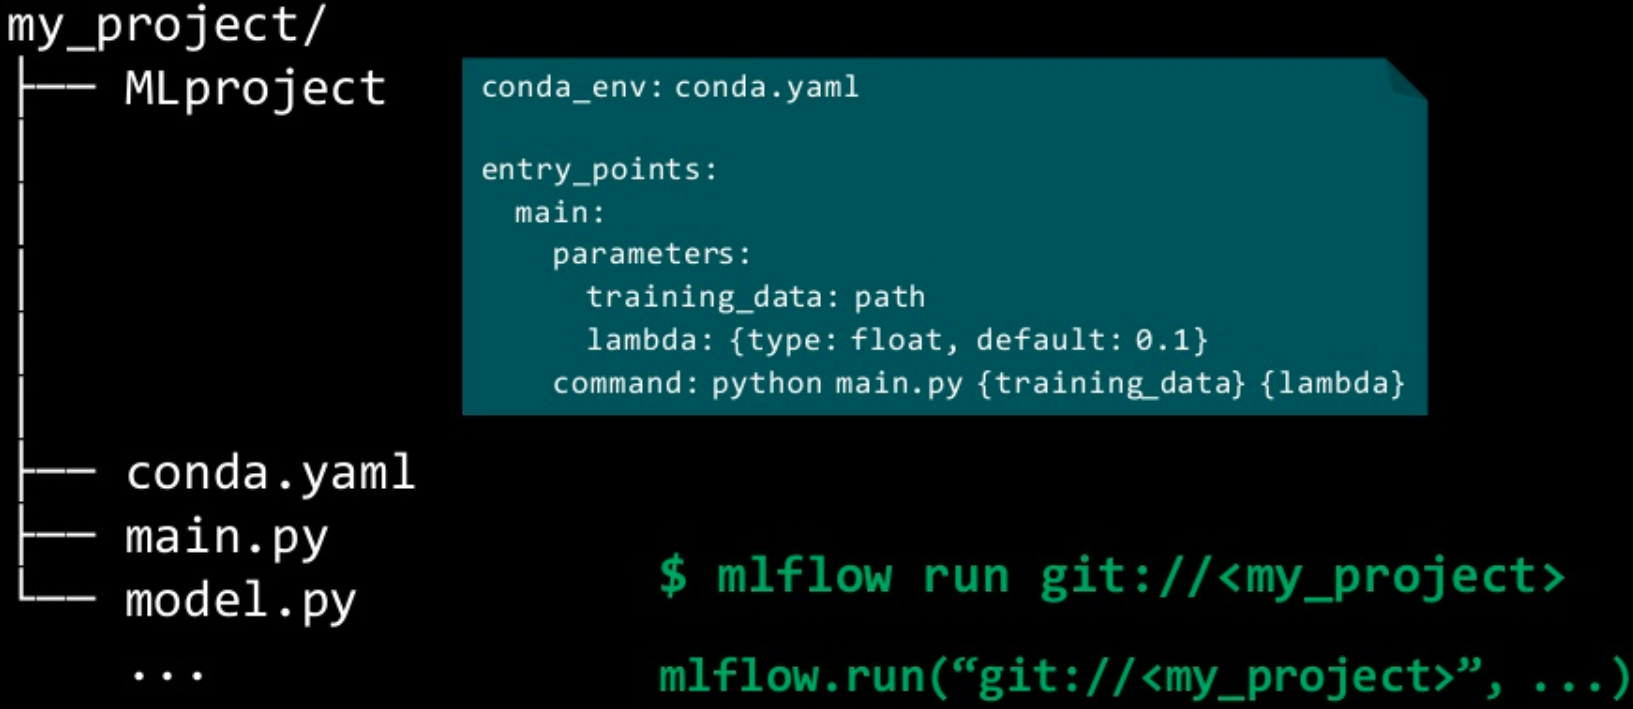 my_project/
├── MLproject
conda_env: conda.yaml
entry_points:
main:
parameters:
training_data: path
lambda: {type: float, default: 0.1}
command: python main.py {training_data} {lambda}
├── conda.yaml
├── main.py
└── model.py
...
$ mlflow run git://<my_project>
mlflow.run(“git://<my_project>”, ...)